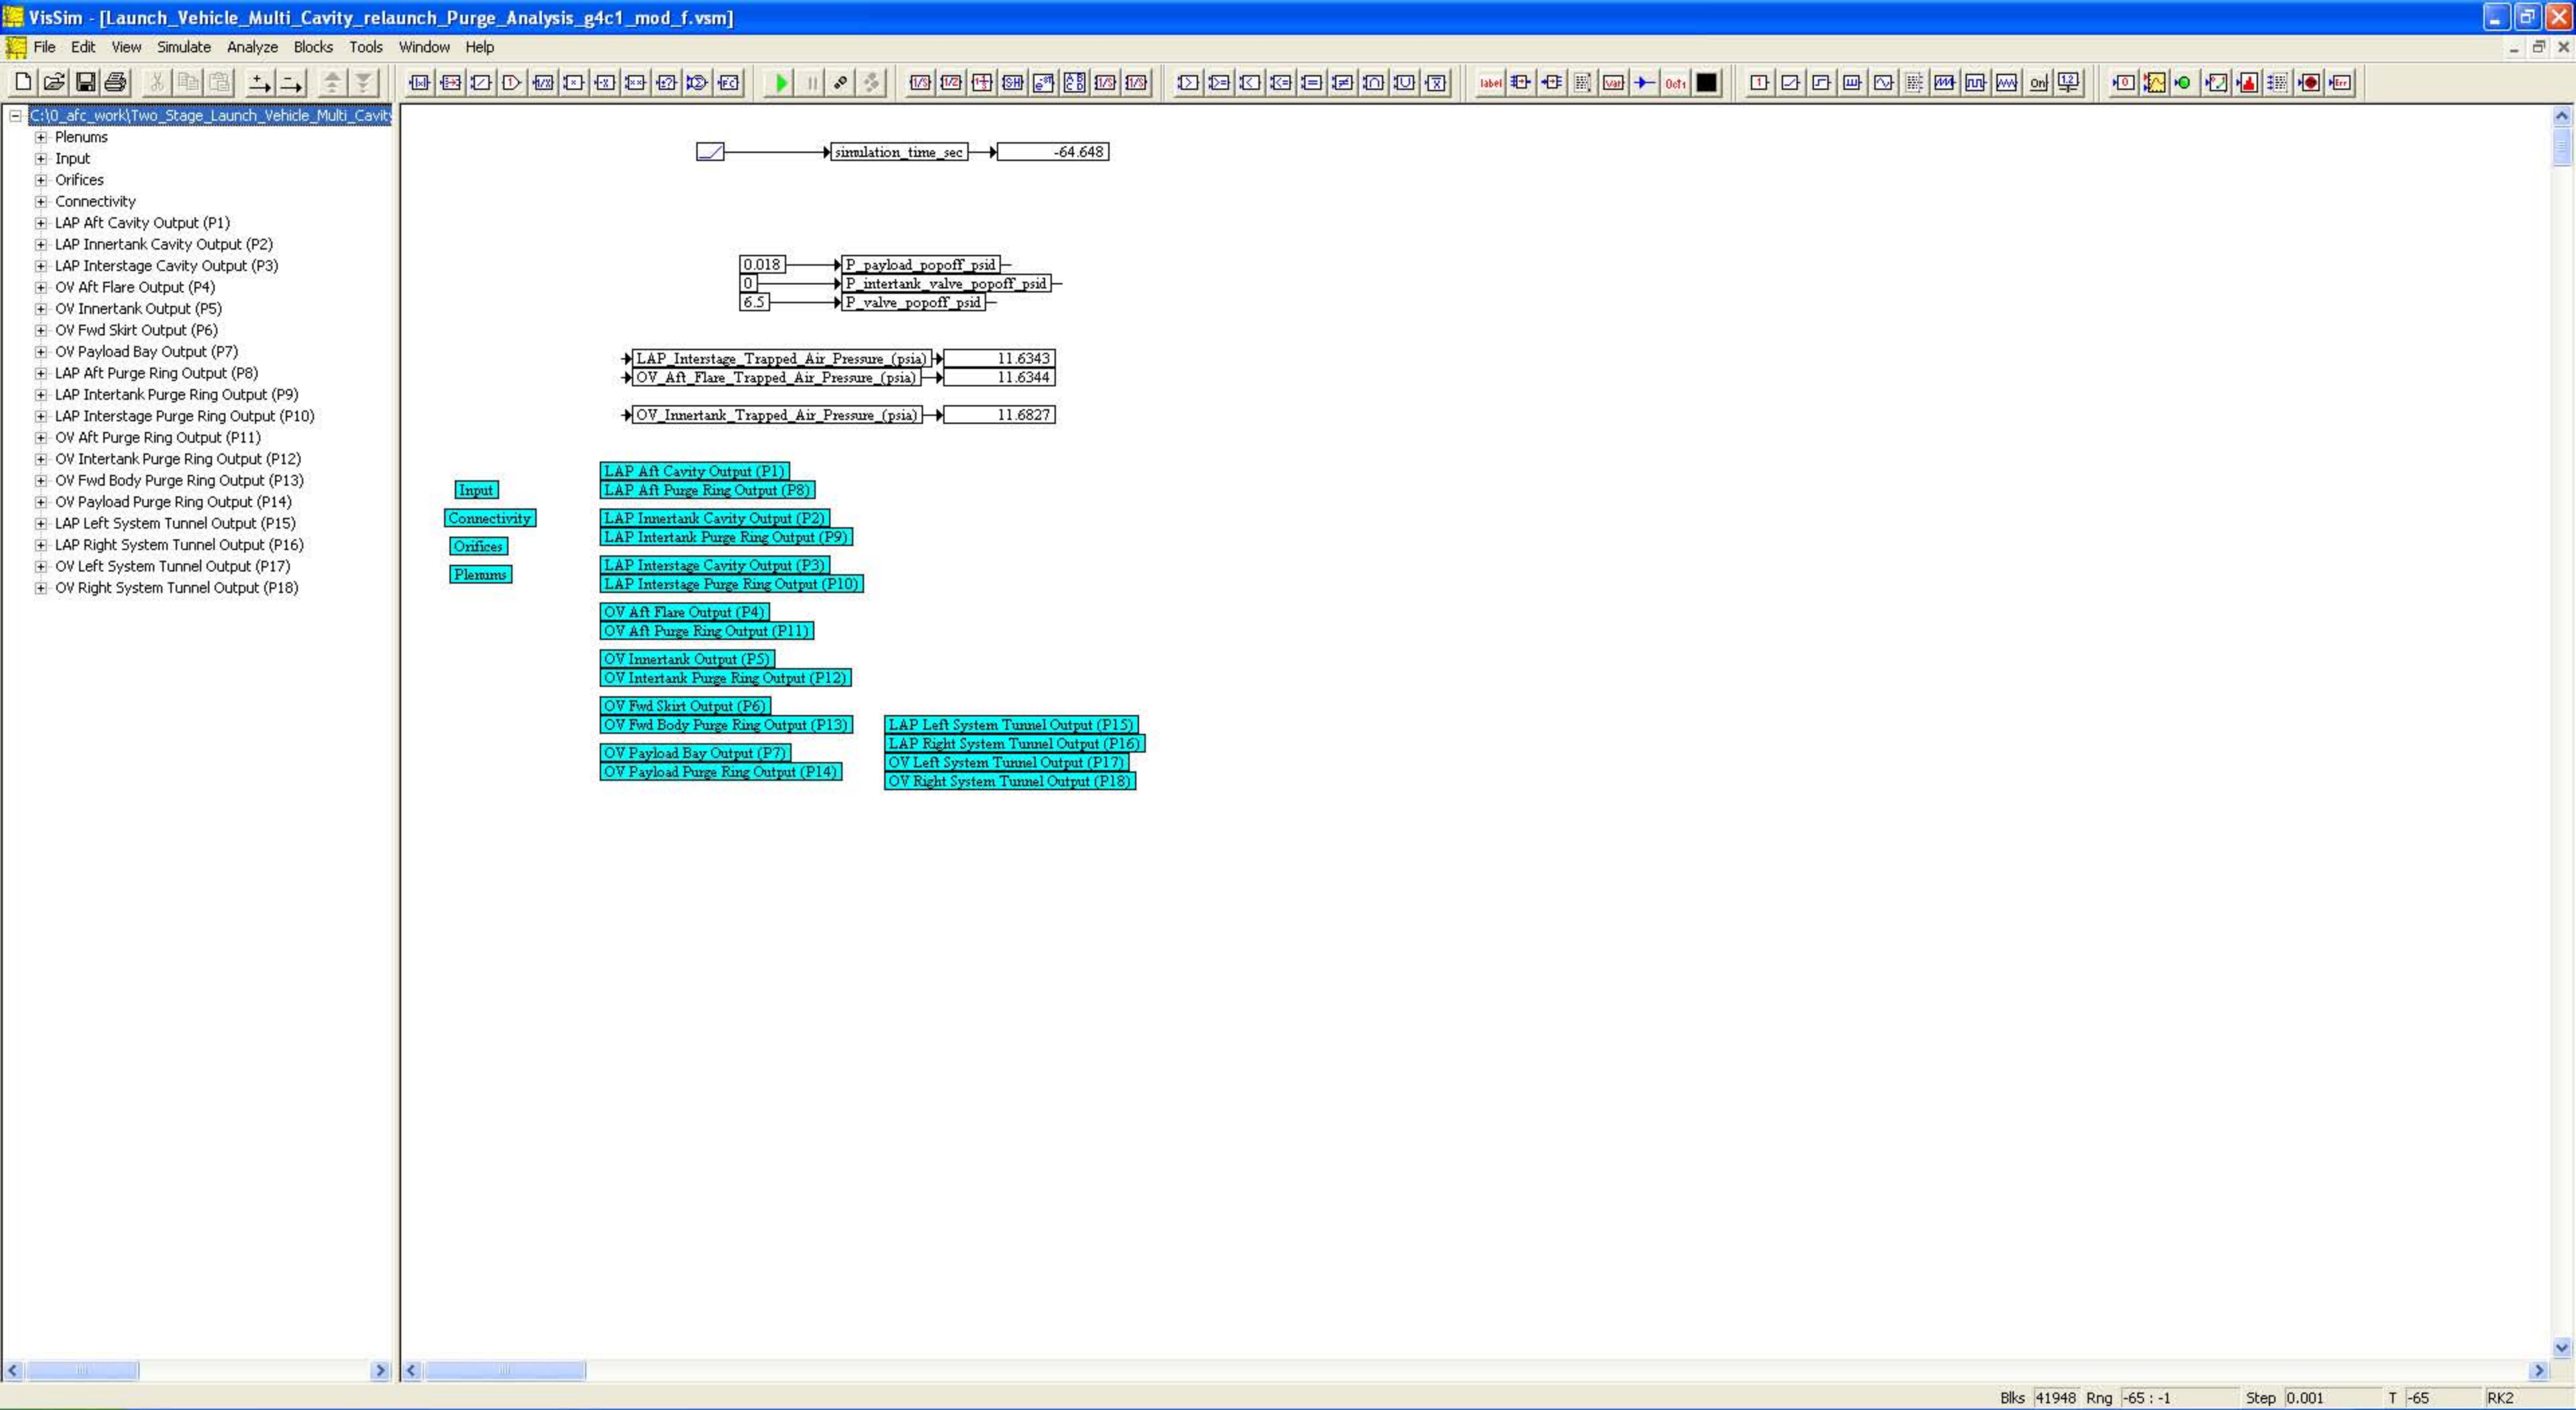 VisSim - [Launch_Vehicle_Multi_Cavity_relaunch_Purge_Analysis_g4c1_mod_f.vsm]
File Edit View Simulate Analyze Blocks Tools Window Help
C:\0_afc_work\Two_Stage_Launch_Vehicle_Multi_Cavit
Plenums
Input
Orifices
Connectivity
LAP Aft Cavity Output (P1)
LAP Innertank Cavity Output (P2)
LAP Interstage Cavity Output (P3)
OV Aft Flare Output (P4)
OV Innertank Output (P5)
OV Fwd Skirt Output (P6)
OV Payload Bay Output (P7)
LAP Aft Purge Ring Output (P8)
LAP Intertank Purge Ring Output (P9)
LAP Interstage Purge Ring Output (P10)
OV Aft Purge Ring Output (P11)
OV Intertank Purge Ring Output (P12)
OV Fwd Body Purge Ring Output (P13)
OV Payload Purge Ring Output (P14)
LAP Left System Tunnel Output (P15)
LAP Right System Tunnel Output (P16)
OV Left System Tunnel Output (P17)
OV Right System Tunnel Output (P18)
simulation_time_sec -64.648
0.018 P_payload_popoff_psid
0 P_intertank_valve_popoff_psid
6.5 P_valve_popoff_psid
LAP_Interstage_Trapped_Air_Pressure_(psia) 11.6343
OV_Aft_Flare_Trapped_Air_Pressure_(psia) 11.6344
OV_Innertank_Trapped_Air_Pressure_(psia) 11.6827
Input
Connectivity
Orifices
Plenums
LAP Aft Cavity Output (P1)
LAP Aft Purge Ring Output (P8)
LAP Innertank Cavity Output (P2)
LAP Intertank Purge Ring Output (P9)
LAP Interstage Cavity Output (P3)
LAP Interstage Purge Ring Output (P10)
OV Aft Flare Output (P4)
OV Aft Purge Ring Output (P11)
OV Innertank Output (P5)
OV Intertank Purge Ring Output (P12)
OV Fwd Skirt Output (P6)
OV Fwd Body Purge Ring Output (P13)
OV Payload Bay Output (P7)
OV Payload Purge Ring Output (P14)
LAP Left System Tunnel Output (P15)
LAP Right System Tunnel Output (P16)
OV Left System Tunnel Output (P17)
OV Right System Tunnel Output (P18)
Blks 41948 Rng -65 : -1 Step 0.001 T -65 RK2